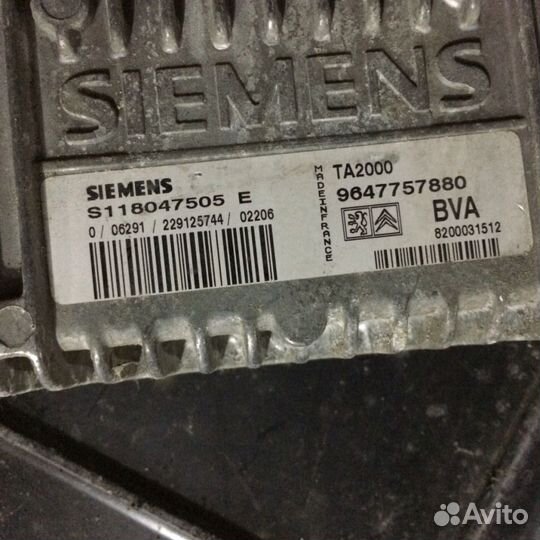 SIEMENS
SIEMENS
S118047505 E
0 / 06291 / 229125744 / 02206
MADEINFRANCE
TA2000
9647757880
BVA
8200031512
Avito